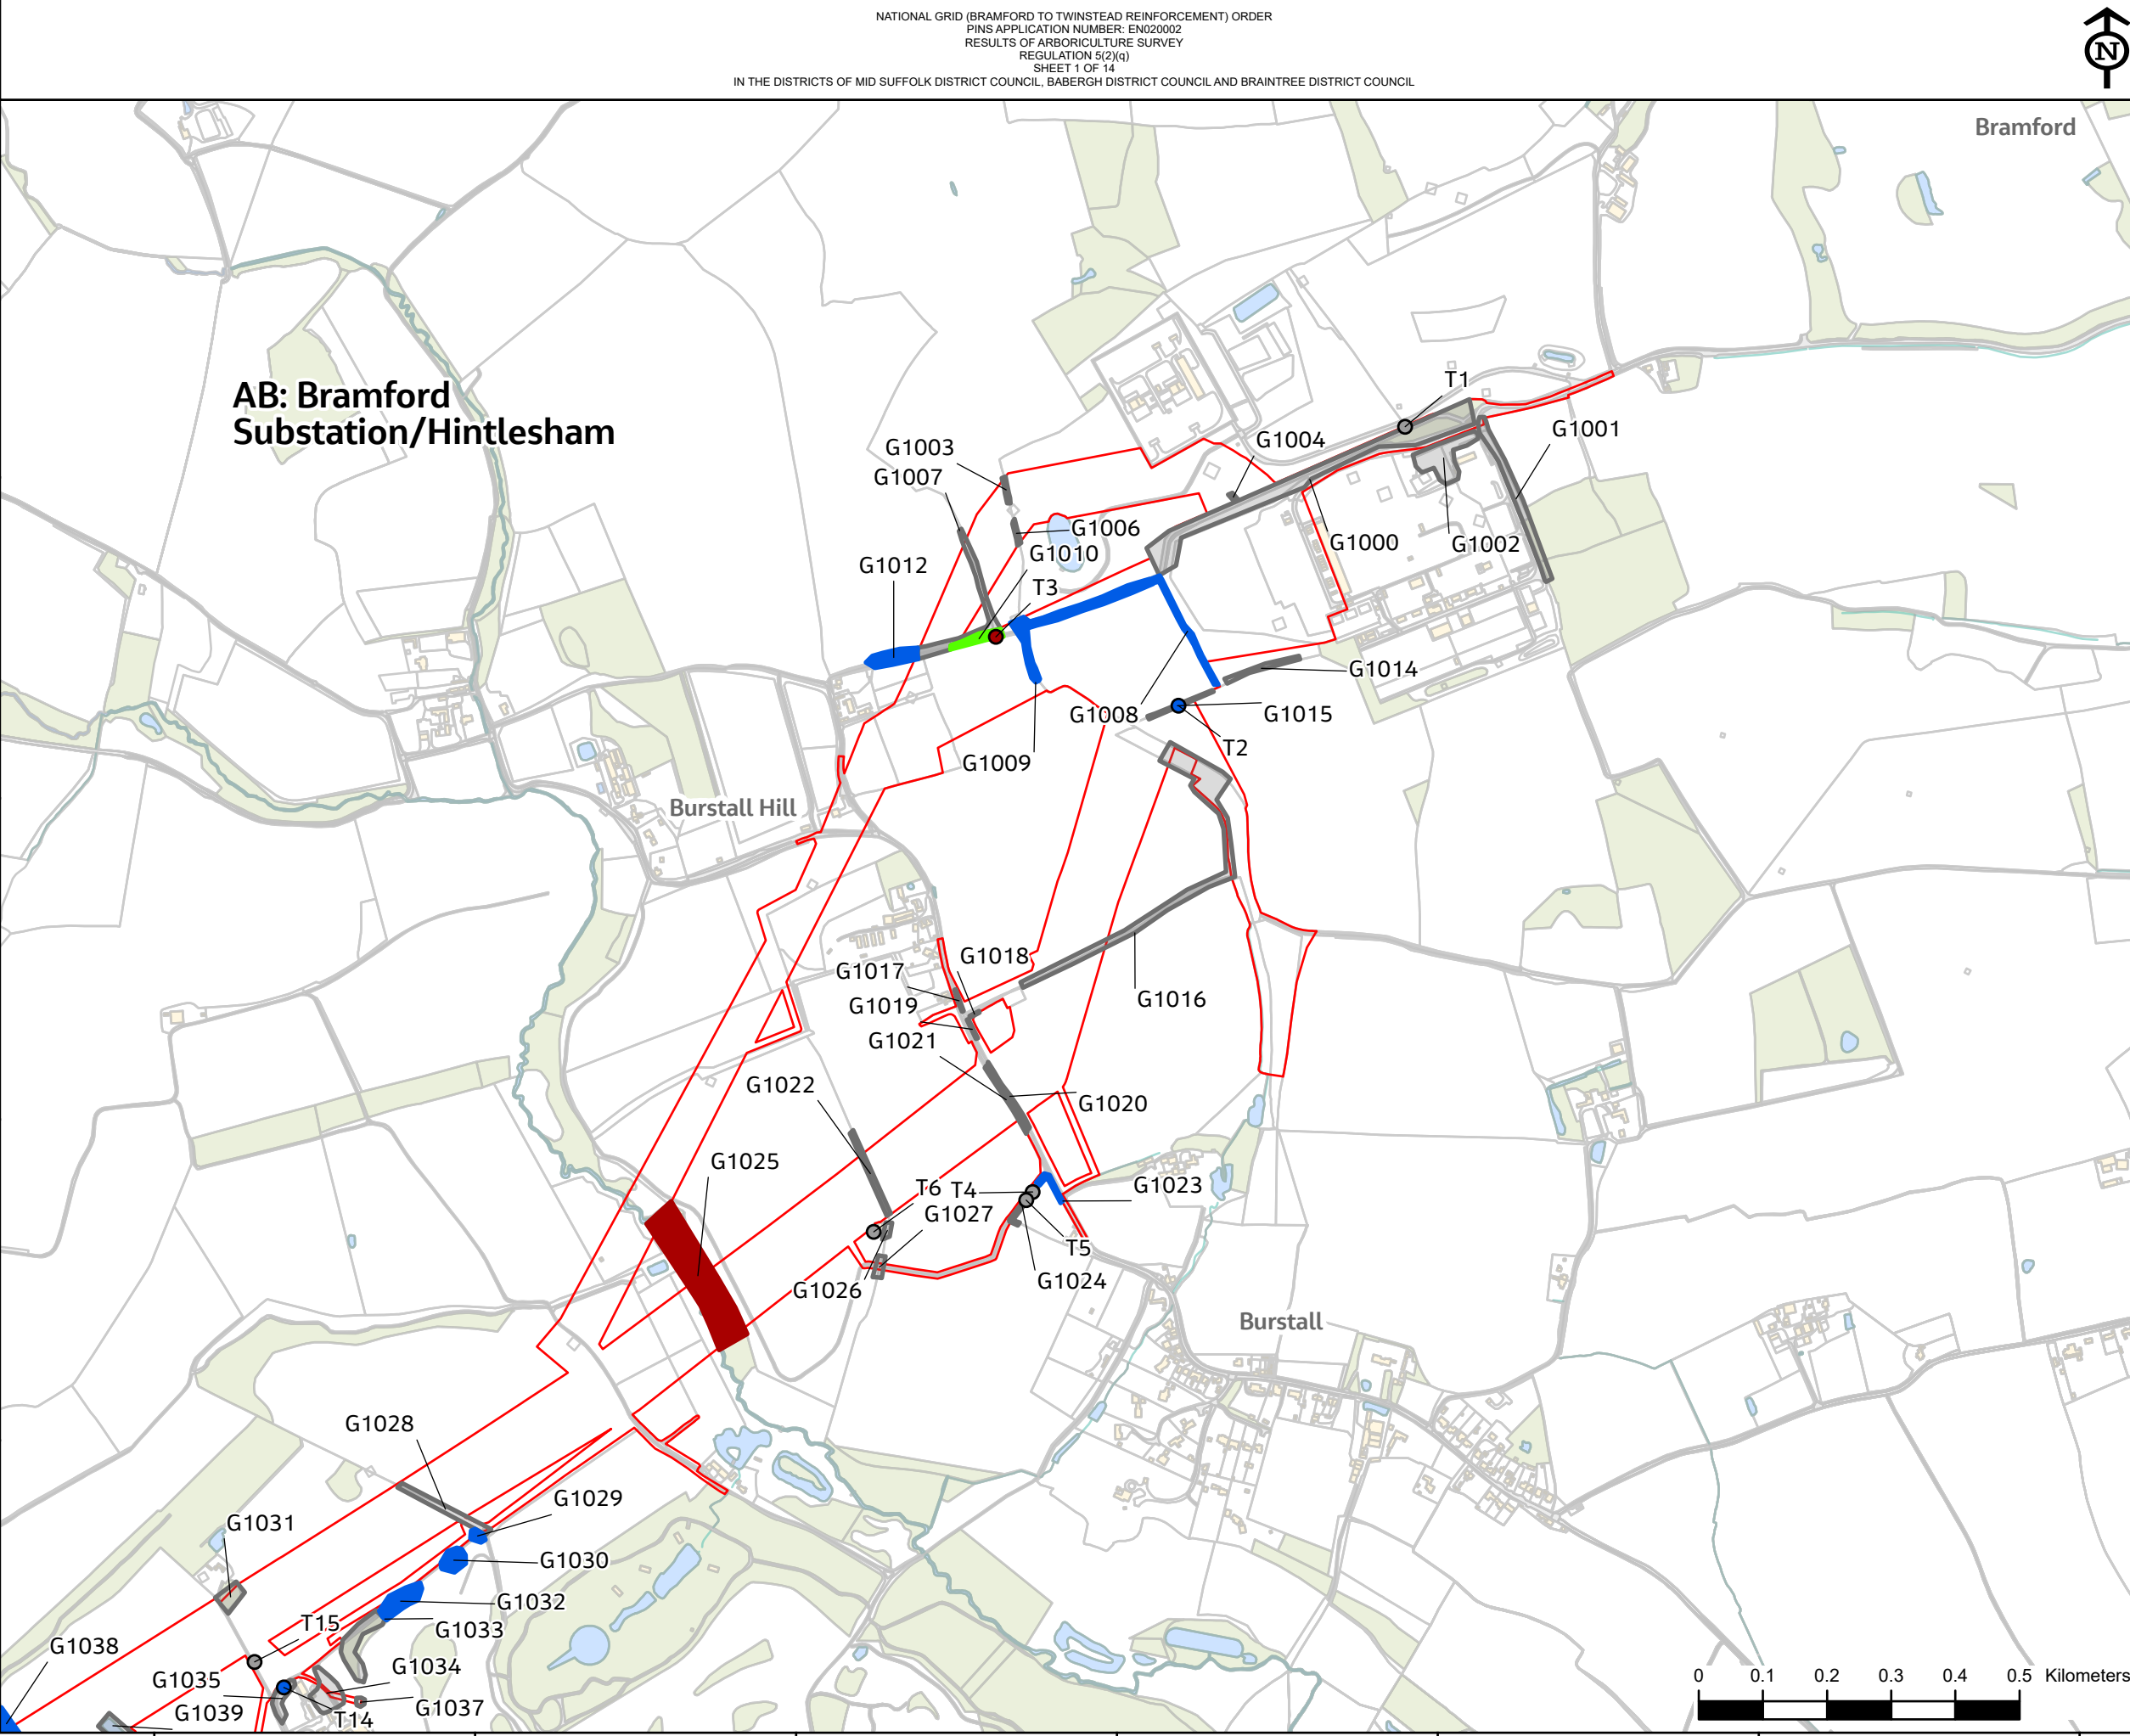 NATIONAL GRID (BRAMFORD TO TWINSTEAD REINFORCEMENT) ORDER
PINS APPLICATION NUMBER: EN020002
RESULTS OF ARBORICULTURE SURVEY
REGULATION 5(2)(q)
SHEET 1 OF 14
IN THE DISTRICTS OF MID SUFFOLK DISTRICT COUNCIL, BABERGH DISTRICT COUNCIL AND BRAINTREE DISTRICT COUNCIL
N
Bramford
AB: Bramford
Substation/Hintlesham
T1
G1001
G1004
G1003
G1007
G1006
G1000
G1002
G1010
G1012
T3
G1014
G1008
G1015
T2
G1009
Burstall Hill
G1018
G1017
G1016
G1019
G1021
G1022
G1020
G1025
T6
T4
G1023
G1027
T5
G1026
G1024
Burstall
G1028
G1029
G1031
G1030
G1032
T15
G1033
G1038
G1034
G1035
G1037
G1039
T14
0 0.1 0.2 0.3 0.4 0.5 Kilometers